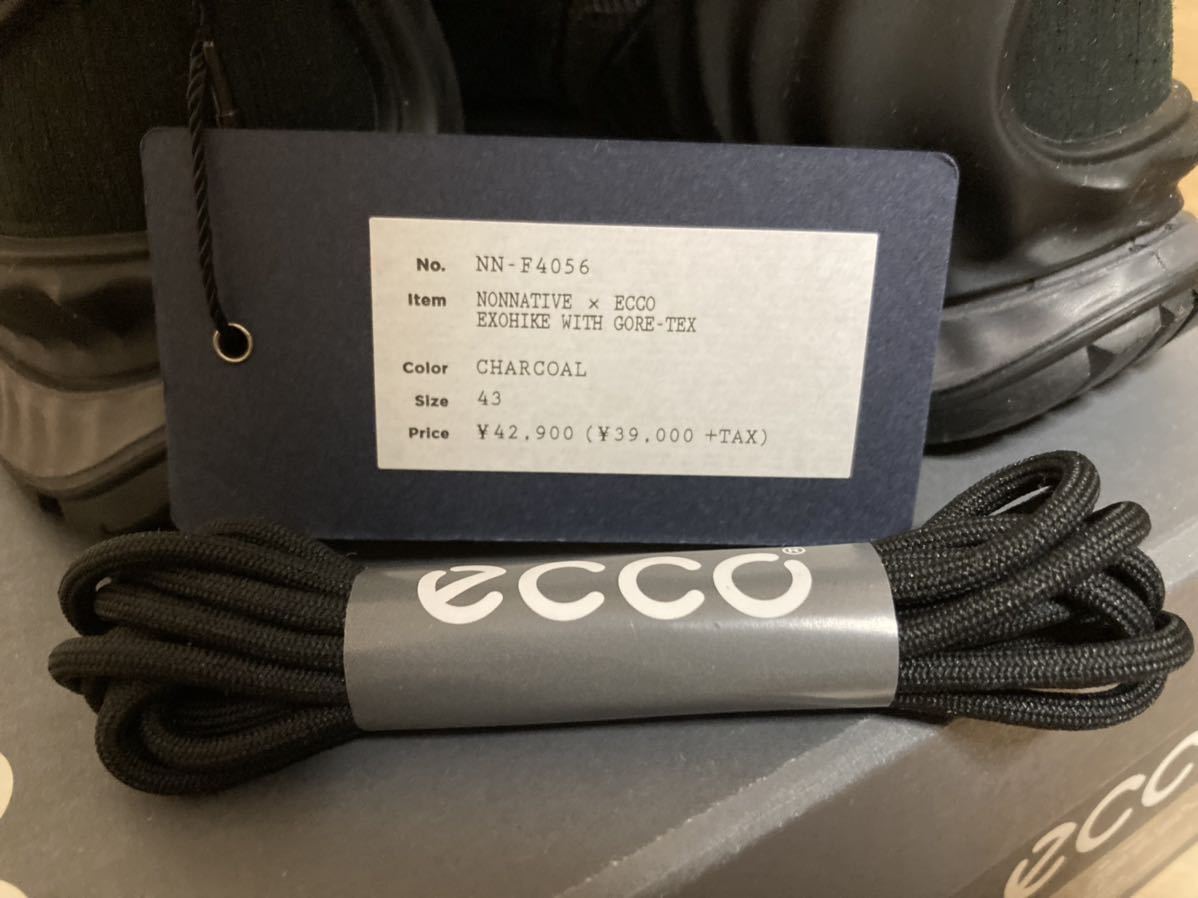 No. NN-F4056
Item NONNATIVE × ECCO
EXOHIKE WITH GORE-TEX
Color CHARCOAL
Size 43
Price ¥42,900 (¥39,000 +TAX)
ecco®
ecco